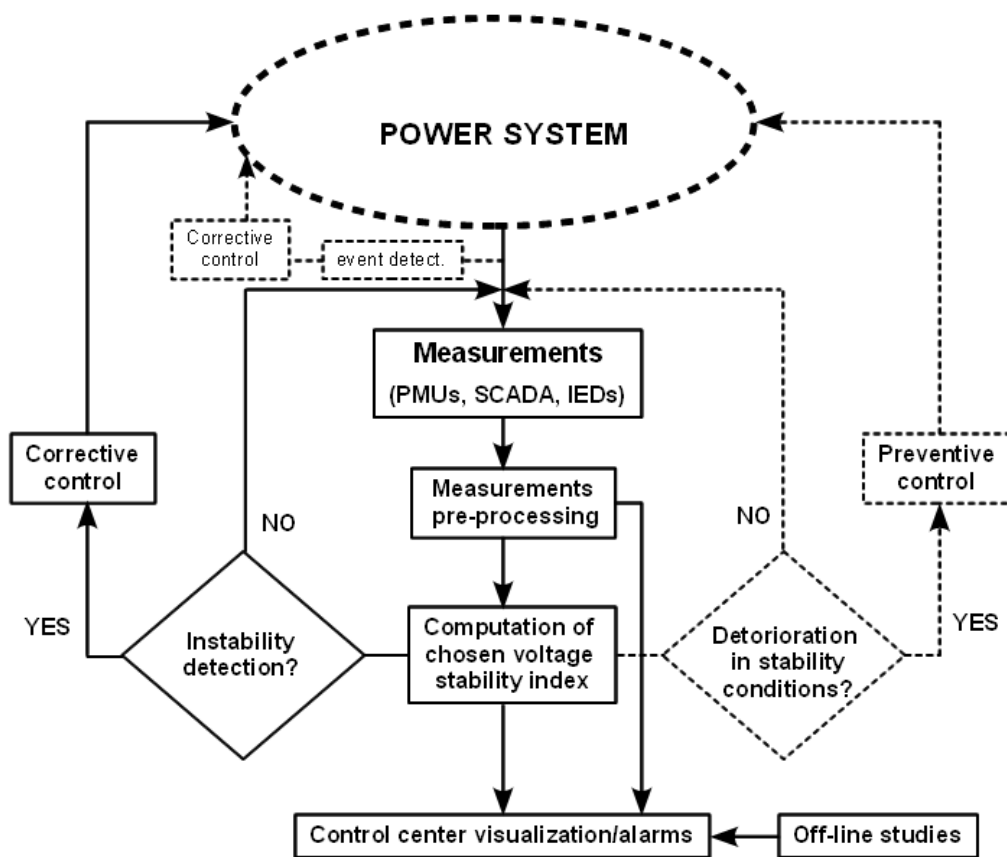 POWER SYSTEM
Corrective
control
event detect.
Measurements
(PMUs, SCADA, IEDs)
Corrective
control
Preventive
control
Measurements
pre-processing
NO
NO
YES
Instability
detection?
Computation of
chosen voltage
stability index
Detorioration
in stability
conditions?
YES
Control center visualization/alarms
Off-line studies